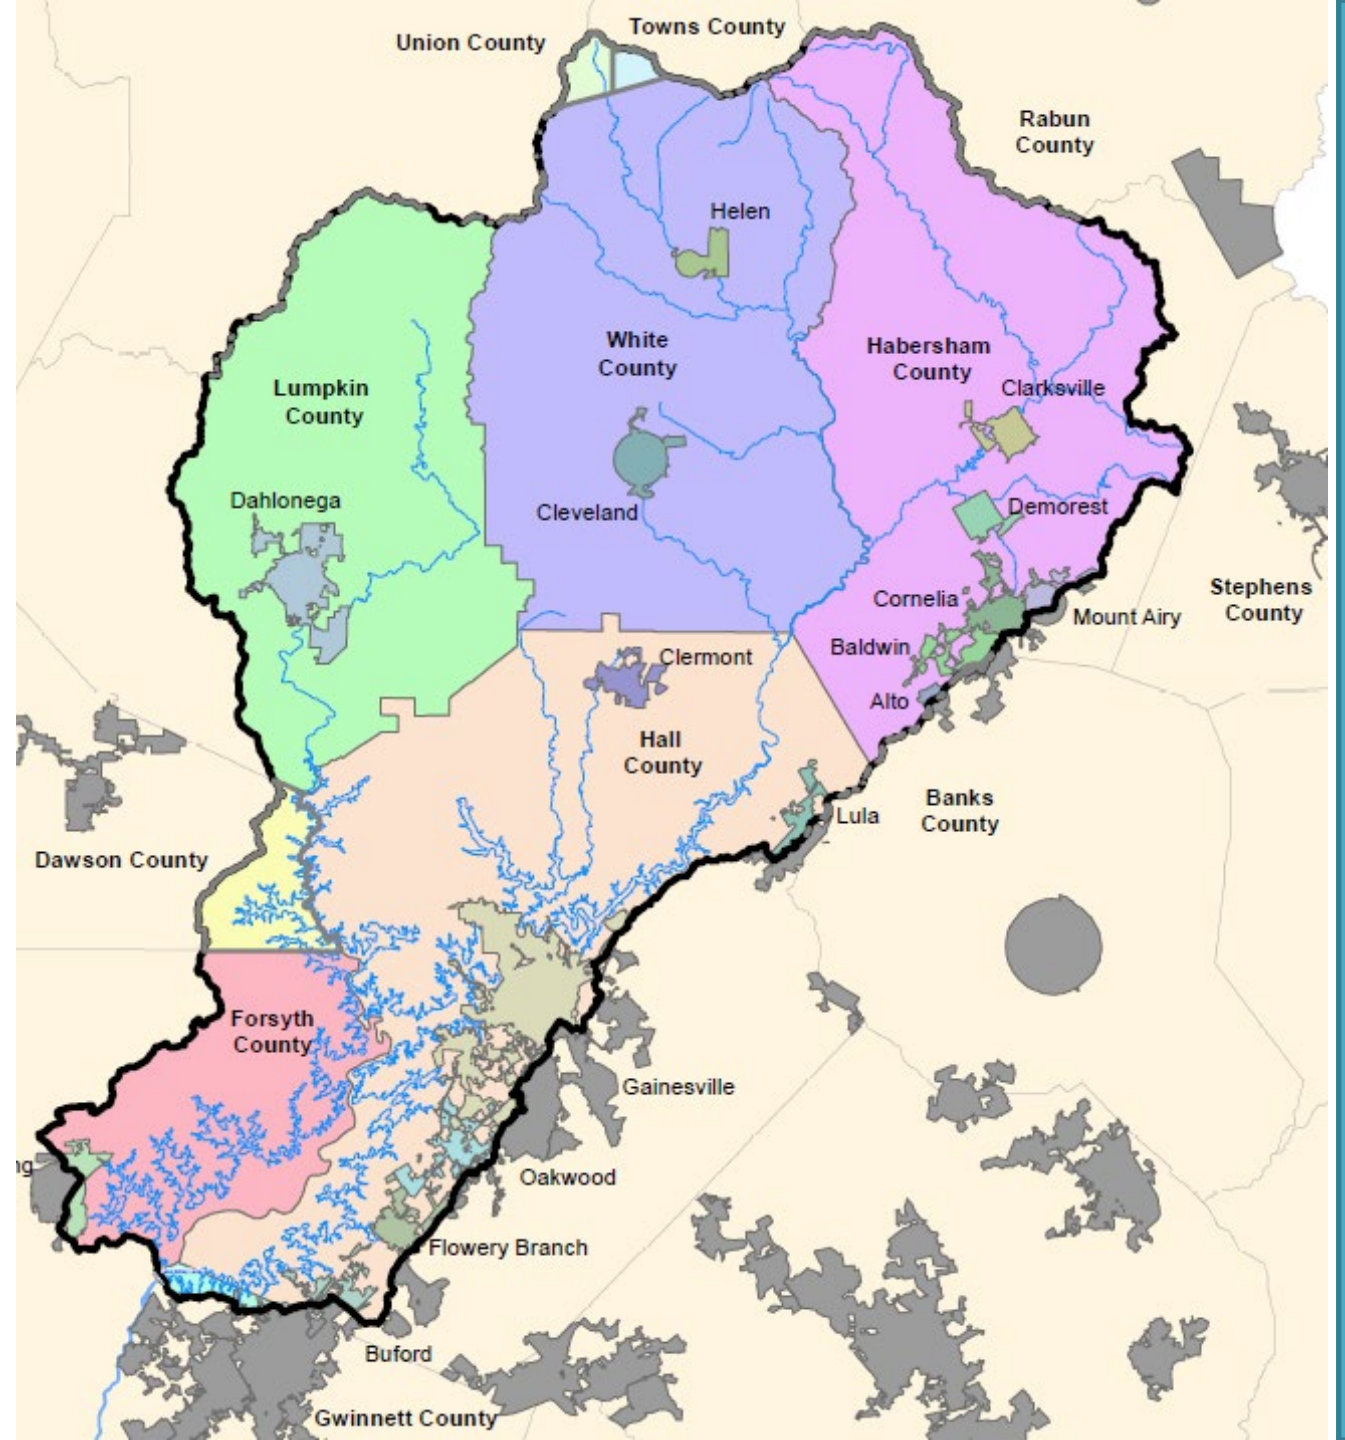 Towns County
Union County
Rabun
County
Helen
White
County
Habersham
County
Clarksville
Lumpkin
County
Dahlonega
Cleveland
Demorest
Stephens
County
Cornelia
Mount Airy
Baldwin
Clermont
Alto
Hall
County
Banks
County
Lula
Dawson County
Forsyth
County
Gainesville
ng
Oakwood
Flowery Branch
Buford
Gwinnett County